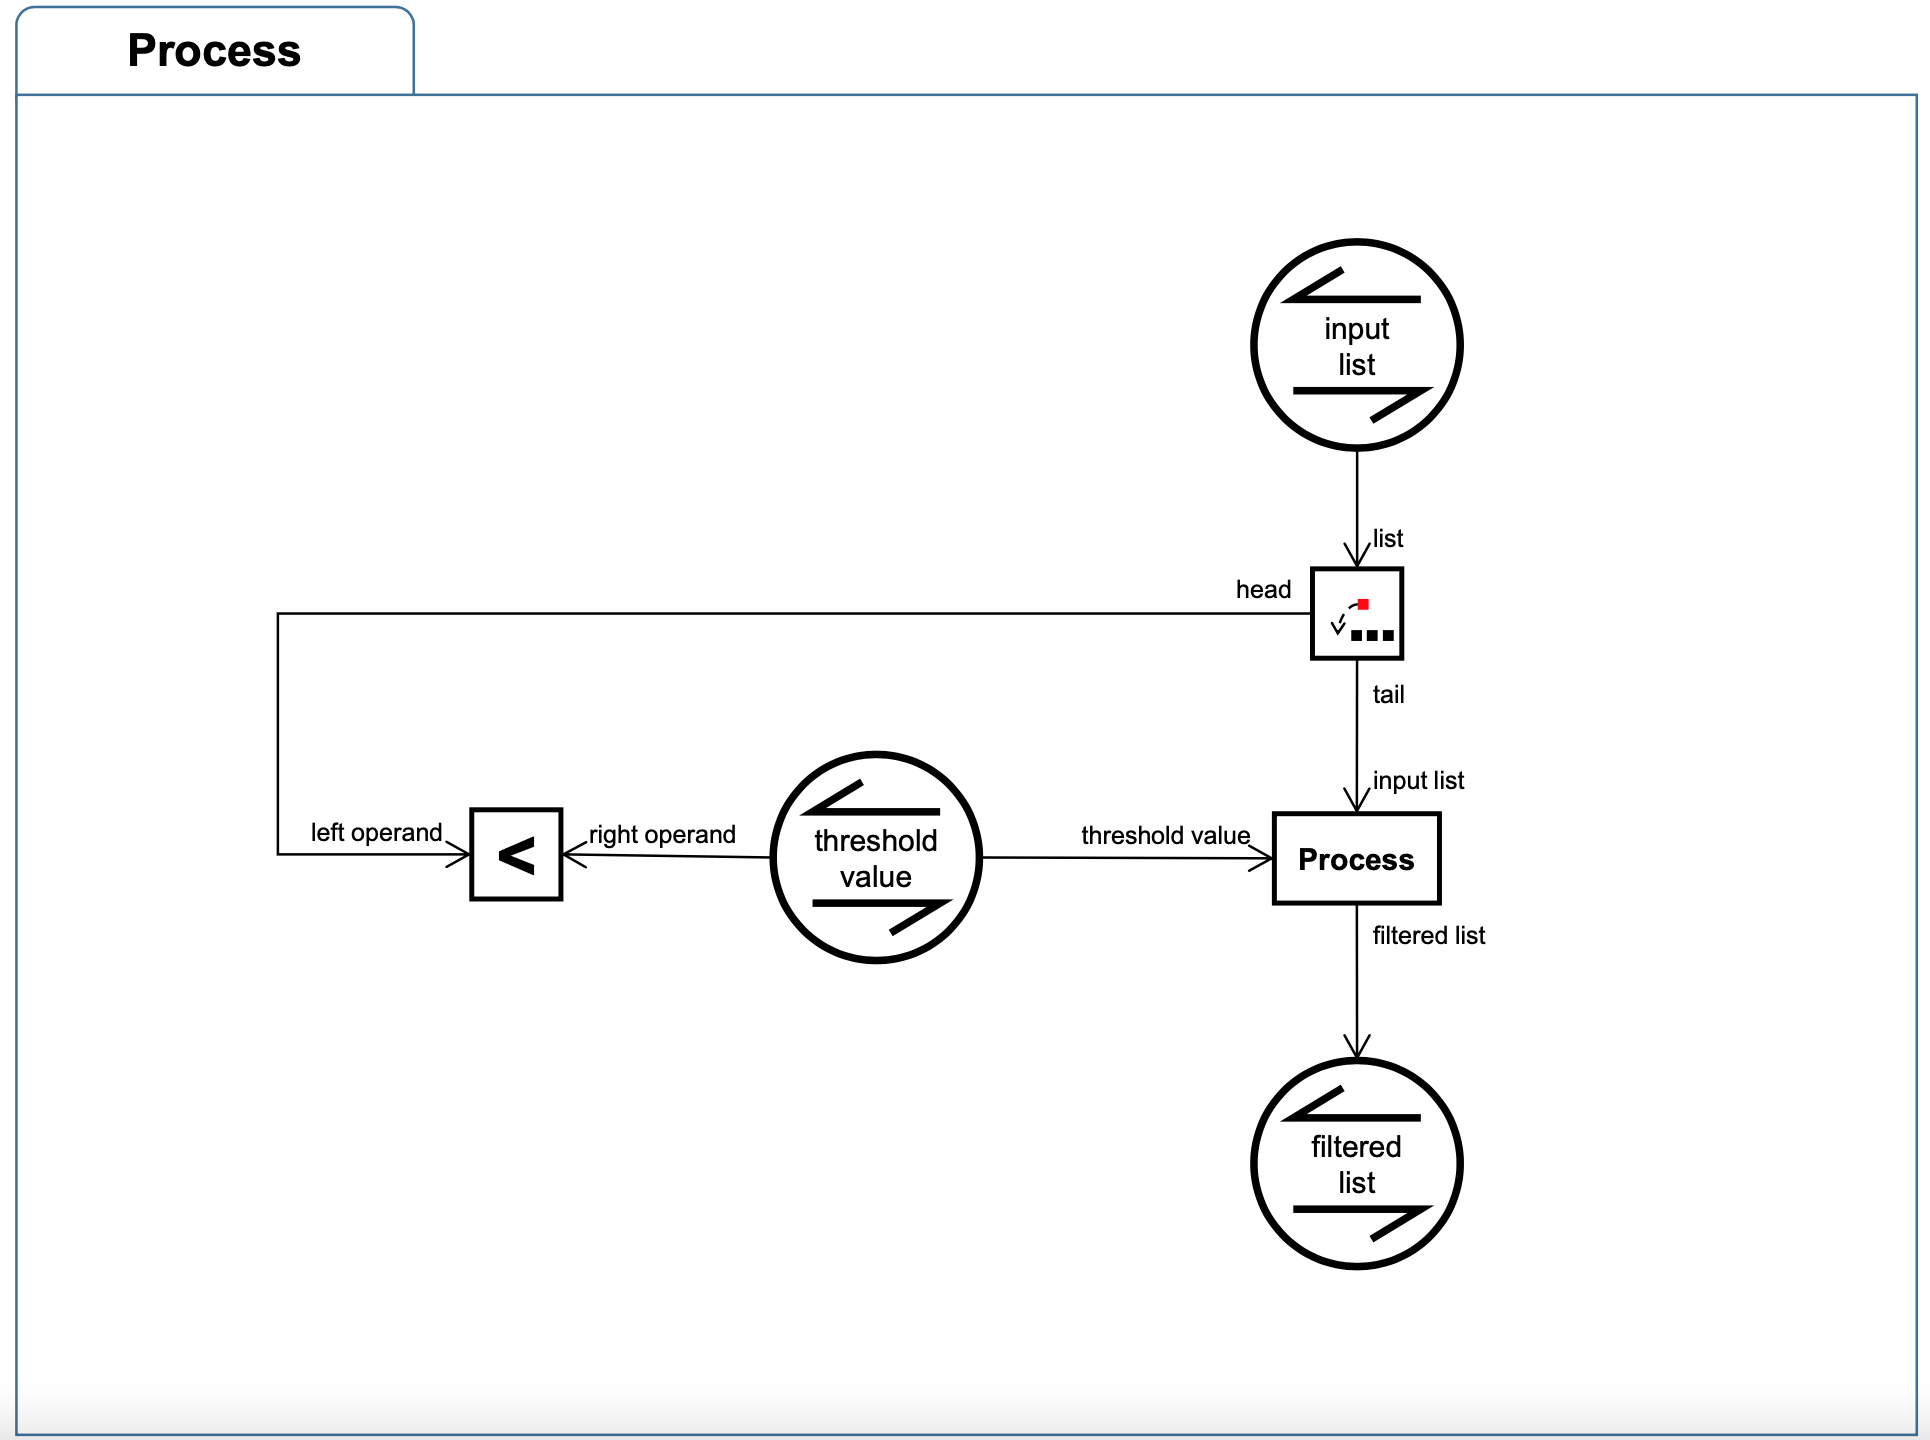 Process
input
list
list
head
tail
input list
left operand
<
right operand
threshold
value
threshold value
Process
filtered list
filtered
list